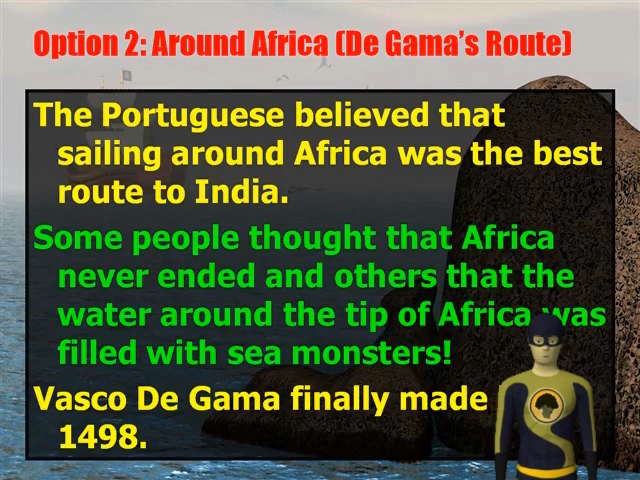 Option 2: Around Africa (De Gama's Route)
The Portuguese believed that
sailing around Africa was the best
route to India.
Some people thought that Africa
never ended and others that the
water around the tip of Africa was
filled with sea monsters!
Vasco De Gama finally made
1498.